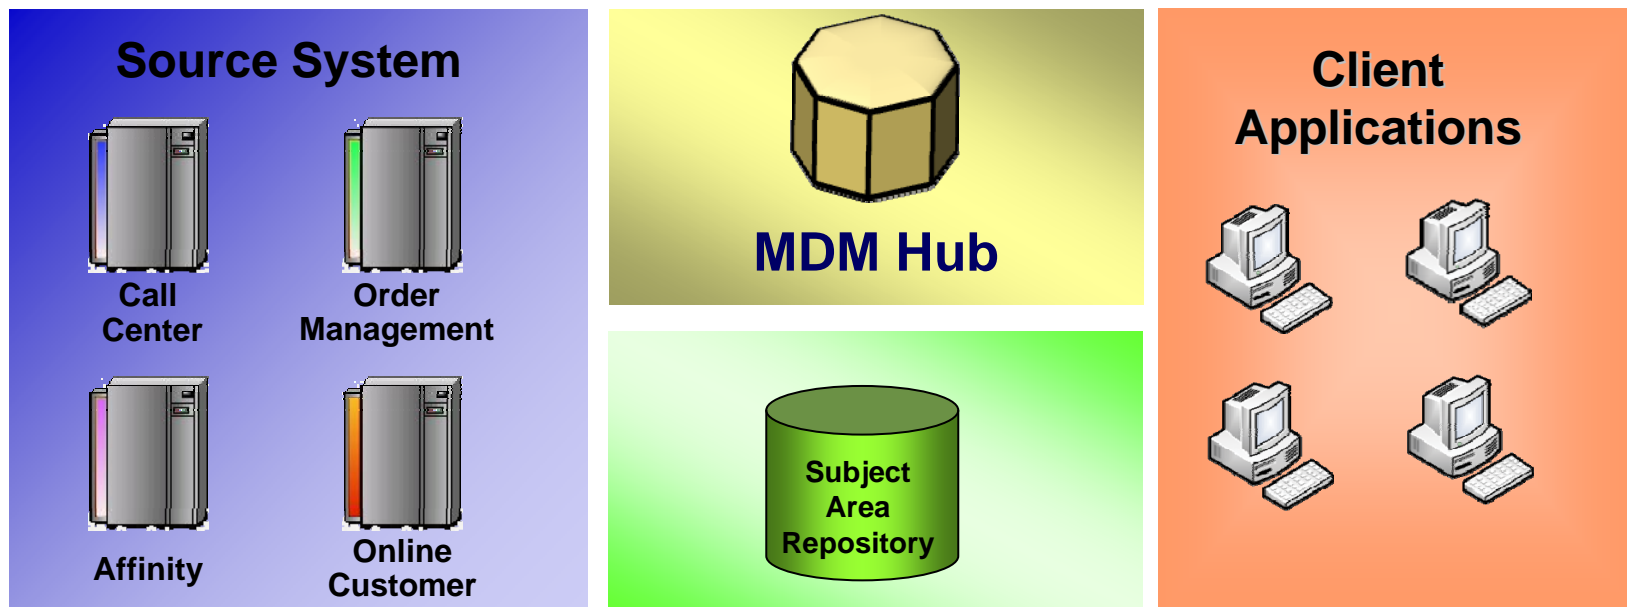 Source System
Call
Center
Order
Management
Affinity
Online
Customer
MDM Hub
Subject
Area
Repository
Client
Applications